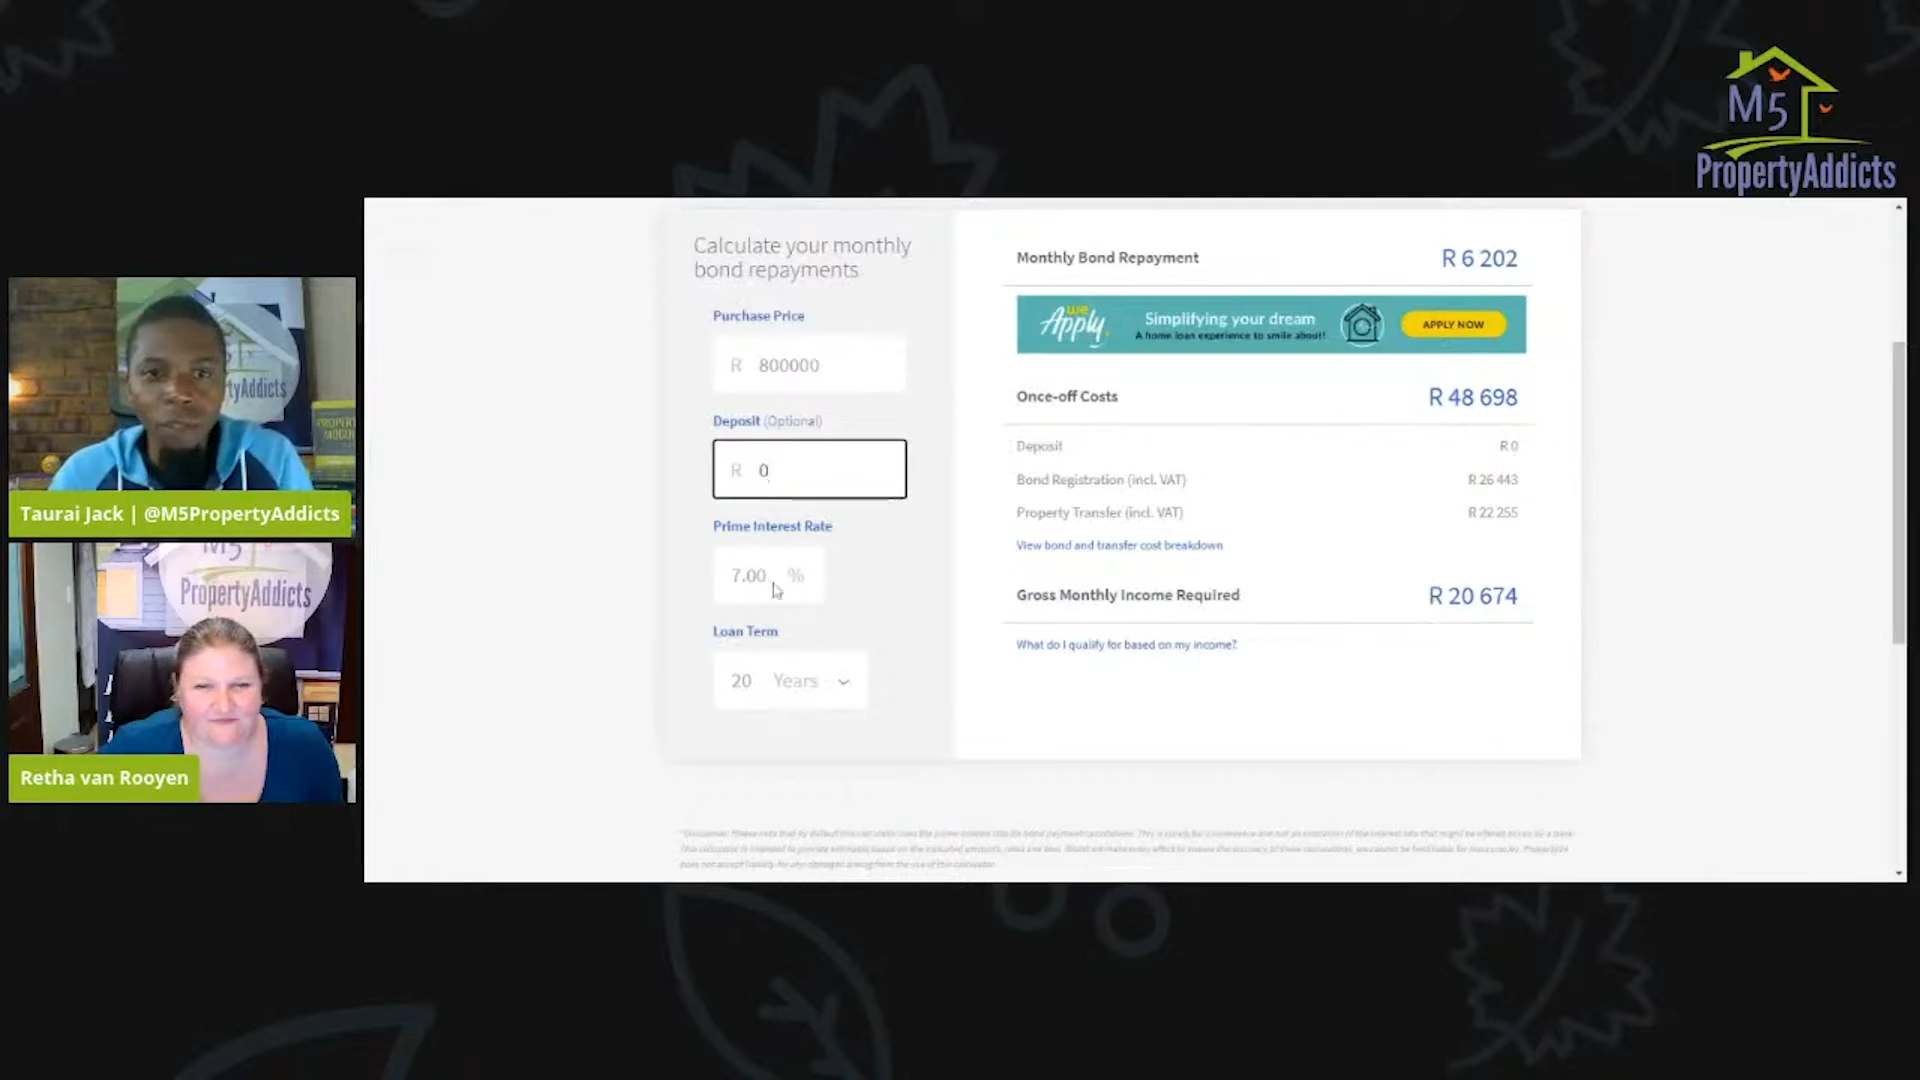 M5
PropertyAddicts
Calculate your monthly
bond repayments
Purchase Price
R 800000
Deposit (Optional)
R 0
Prime Interest Rate
7.00 %
Loan Term
20 Years
Monthly Bond Repayment R 6 202
we
Apply
Simplifying your dream
A home loan experience to smile about!
APPLY NOW
Once-off Costs R 48 698
Deposit R 0
Bond Registration (incl. VAT) R 26 443
Property Transfer (incl. VAT) R 22 255
View bond and transfer cost breakdown
Gross Monthly Income Required R 20 674
What do I qualify for based on my income?
tyAddicts
Taurai Jack | @M5PropertyAddicts
M5
PropertyAddicts
Retha van Rooyen